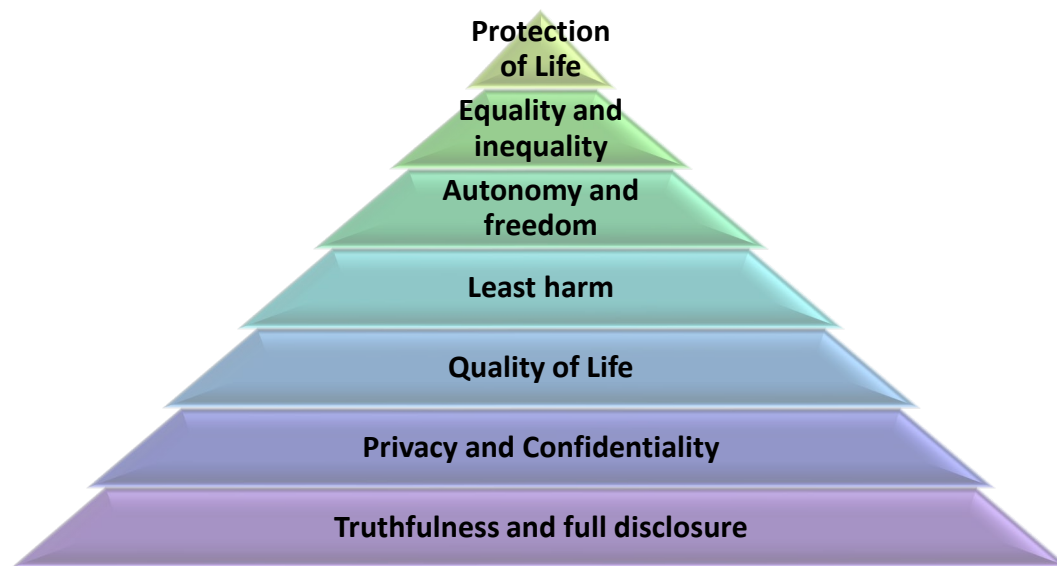 Protection
of Life
Equality and
inequality
Autonomy and
freedom
Least harm
Quality of Life
Privacy and Confidentiality
Truthfulness and full disclosure